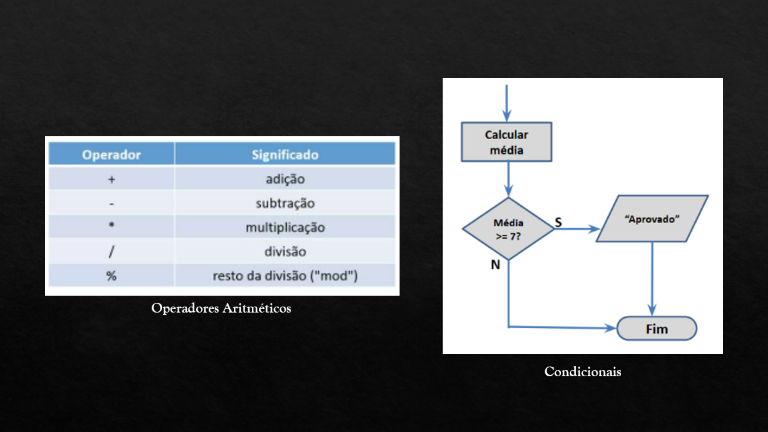 Operador Significado
+ adição
- subtração
* multiplicação
/ divisão
% resto da divisão ("mod")
Operadores Aritméticos
Calcular
média
Média
>= 7?
S
"Aprovado"
N
Fim
Condicionais